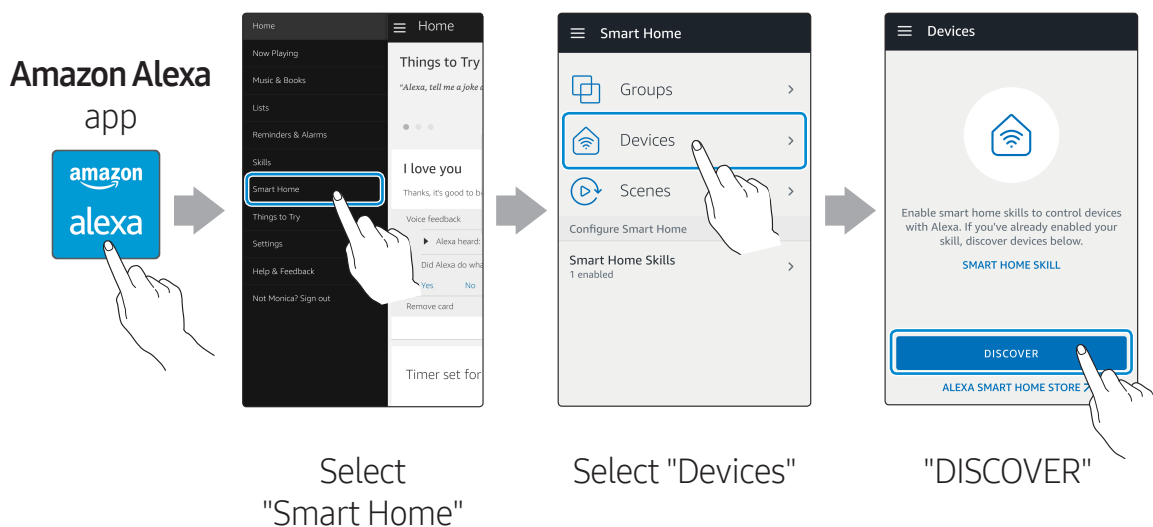 Amazon Alexa
app
amazon
alexa
Home
Now Playing
Music & Books
Lists
Reminders & Alarms
Skills
Smart Home
Things to Try
Settings
Help & Feedback
Not Monica? Sign out
Home
Things to Try
"Alexa, tell me a joke
I love you
Thanks, it's good to
Voice feedback
Alexa heard:
Did Alexa do
Yes No
Remove card
Timer set for
Select
"Smart Home"
Smart Home
Groups
Devices
Scenes
Configure Smart Home
Smart Home Skills
1 enabled
Select "Devices"
Devices
Enable smart home skills to control devices
with Alexa. If you've already enabled your
skill, discover devices below.
SMART HOME SKILL
DISCOVER
ALEXA SMART HOME STORE
"DISCOVER"